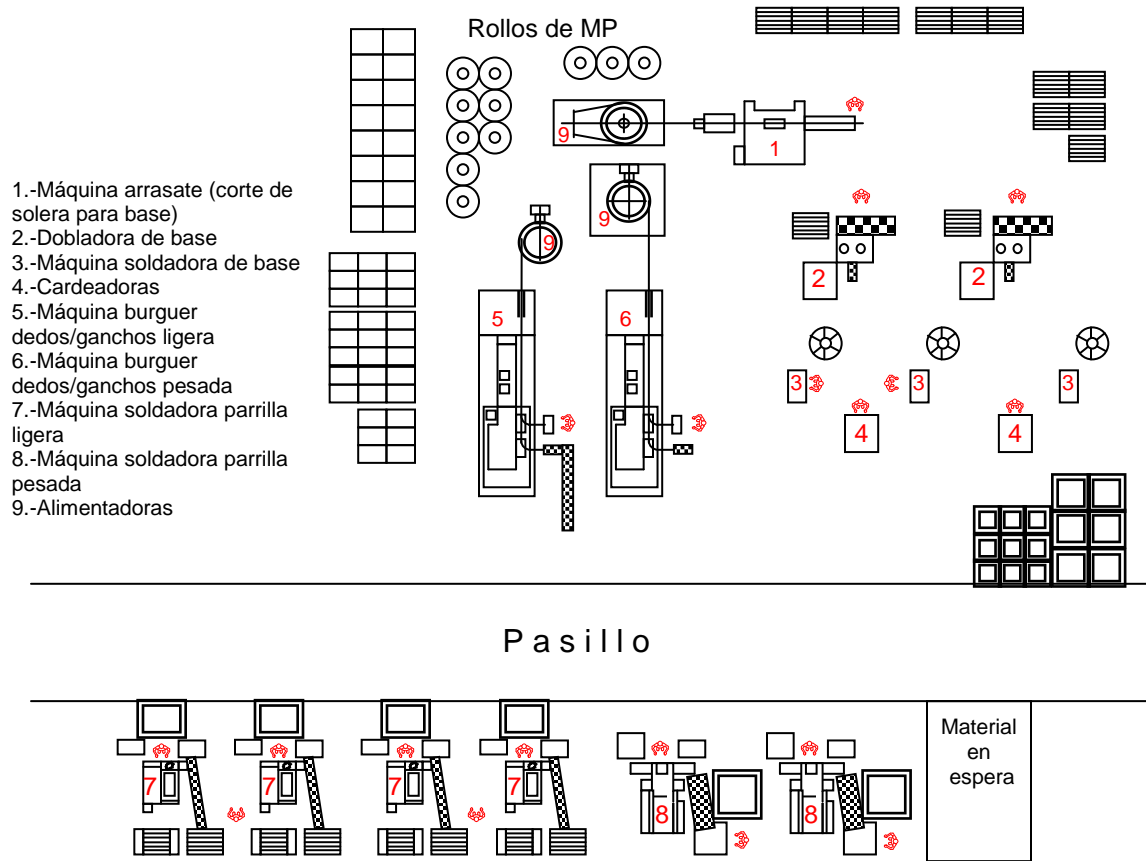 Rollos de MP
9
1
1.-Máquina arrasate (corte de
solera para base)
2.-Dobladora de base
3.-Máquina soldadora de base
4.-Cardeadoras
5.-Máquina burguer
dedos/ganchos ligera
6.-Máquina burguer
dedos/ganchos pesada
7.-Máquina soldadora parrilla
ligera
8.-Máquina soldadora parrilla
pesada
9.-Alimentadoras
9
9
2
2
5
6
3
3
3
4
4
Pasillo
7
7
7
7
8
8
Material
en
espera